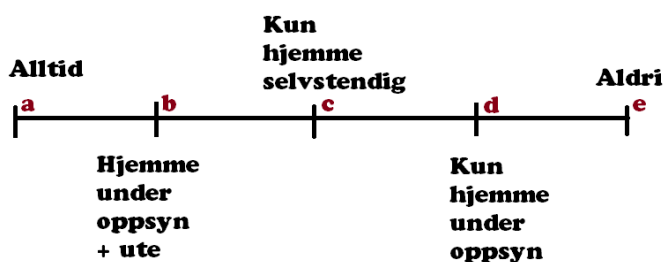 Alltid
a
Hjemme
under
oppsyn
+ ute
b
Kun
hjemme
selvstendig
c
Kun
hjemme
under
oppsyn
d
Aldri
e